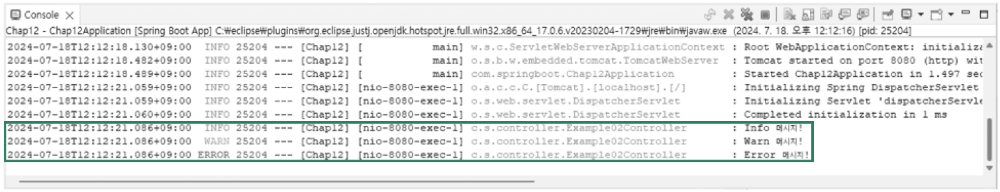 Console
Chap12 - Chap12Application [Spring Boot App] C:₩eclipse₩plugins₩org.eclipse.justj.openjdk.hotspot.jre.full.win32.x86_64_17.0.6.v20230204-1729₩jre₩bin₩javaw.exe (2024. 7. 18. 오후 12:12:16) [pid: 25204]
2024-07-18T12:12:18.130+09:00 INFO 25204 --- [Chap12] [ main] w.s.c.ServletWebServerApplicationContext : Root WebApplicationContext: initializa
2024-07-18T12:12:18.482+09:00 INFO 25204 --- [Chap12] [ main] o.s.b.w.embedded.tomcat.TomcatWebServer : Tomcat started on port 8080 (http) wit
2024-07-18T12:12:18.489+09:00 INFO 25204 --- [Chap12] [ main] com.springboot.Chap12Application : Started Chap12Application in 1.497 sec
2024-07-18T12:12:21.059+09:00 INFO 25204 --- [Chap12] [nio-8080-exec-1] o.a.c.c.C.[Tomcat].[localhost].[/] : Initializing Spring DispatcherServlet
2024-07-18T12:12:21.059+09:00 INFO 25204 --- [Chap12] [nio-8080-exec-1] o.s.web.servlet.DispatcherServlet : Initializing Servlet 'dispatcherServle
2024-07-18T12:12:21.060+09:00 INFO 25204 --- [Chap12] [nio-8080-exec-1] o.s.web.servlet.DispatcherServlet : Completed initialization in 1 ms
2024-07-18T12:12:21.086+09:00 INFO 25204 --- [Chap12] [nio-8080-exec-1] c.s.controller.Example02Controller : Info 메시지!
2024-07-18T12:12:21.086+09:00 WARN 25204 --- [Chap12] [nio-8080-exec-1] c.s.controller.Example02Controller : Warn 메시지!
2024-07-18T12:12:21.086+09:00 ERROR 25204 --- [Chap12] [nio-8080-exec-1] c.s.controller.Example02Controller : Error 메시지!